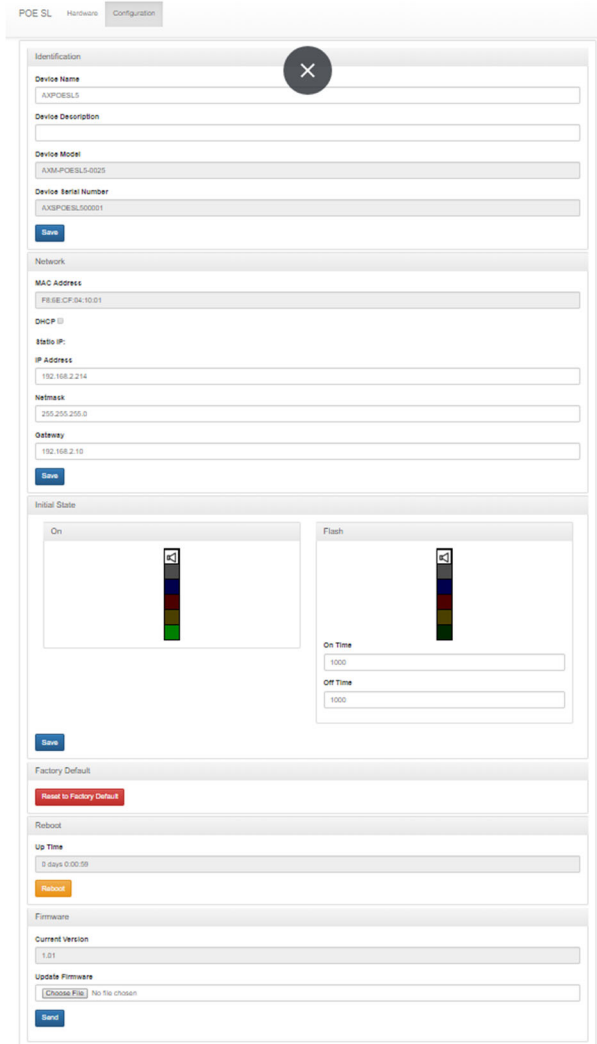 POE SL Hardware Configuration
Identification
Device Name
AXPOESL5
Device Description
Device Model
AXM-POESL5-0025
Device Serial Number
AXSPOESL500001
Save
Network
MAC Address
F8:6E:CF:04:10:01
DHCP
Static IP:
IP Address
192.168.2.214
Netmask
255.255.255.0
Gateway
192.168.2.10
Save
Initial State
On
Flash
On Time
1000
Off Time
1000
Save
Factory Default
Reset to Factory Default
Reboot
Up Time
0 days 0:00:59
Reboot
Firmware
Current Version
1.01
Update Firmware
Choose File No file chosen
Send